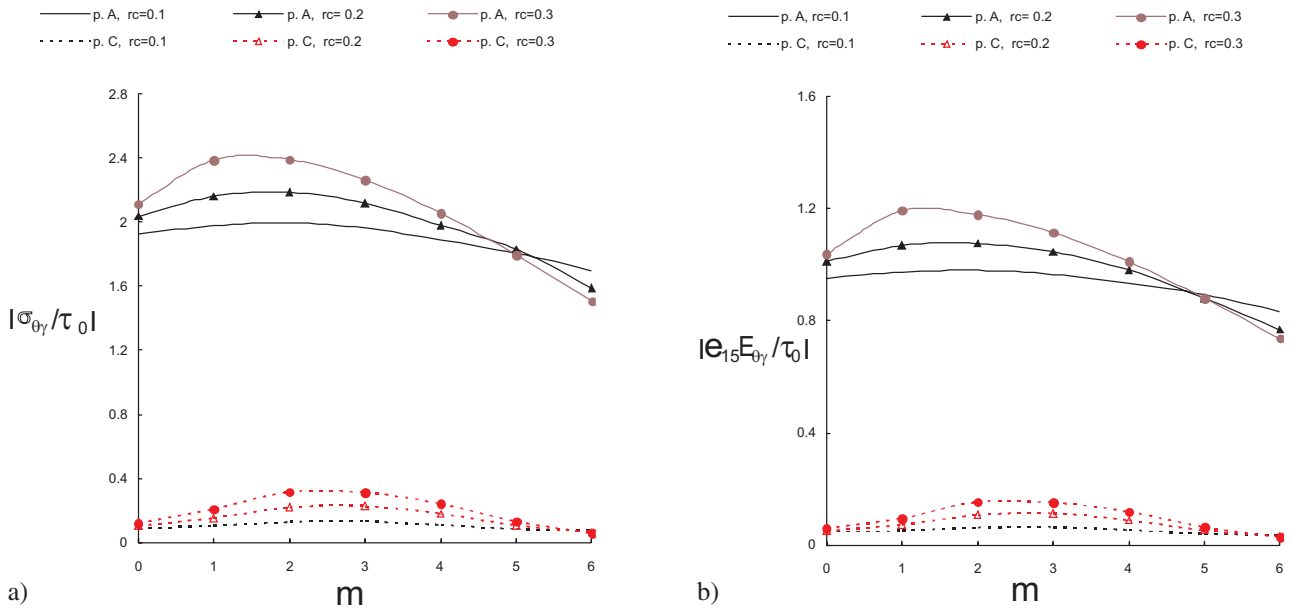 p. A, rc=0.1
p. A, rc= 0.2
p. A, rc=0.3
p. C, rc=0.1
p. C, rc=0.2
p. C, rc=0.3
2.8
2.4
2
1.6
1.2
0.8
0.4
0
|σθγ/τ0|
0 1 2 3 4 5 6
m
a)
p. A, rc=0.1
p. A, rc= 0.2
p. A, rc=0.3
p. C, rc=0.1
p. C, rc=0.2
p. C, rc=0.3
1.6
1.2
0.8
0.4
0
|e15Eθγ/τ0|
0 1 2 3 4 5 6
m
b)